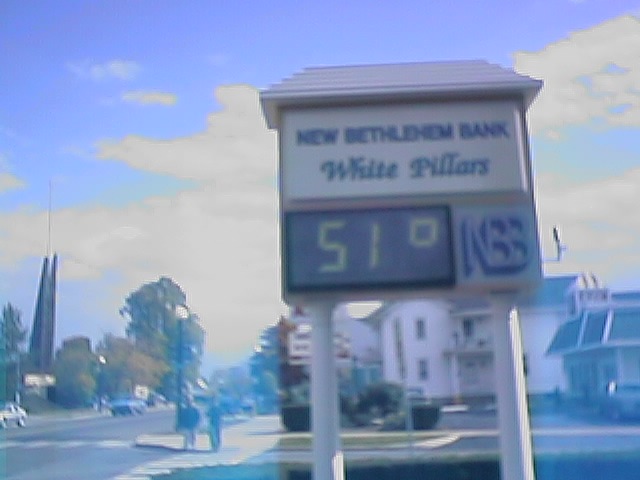 NEW BETHLEHEM BANK
White Pillars
51°
NBB